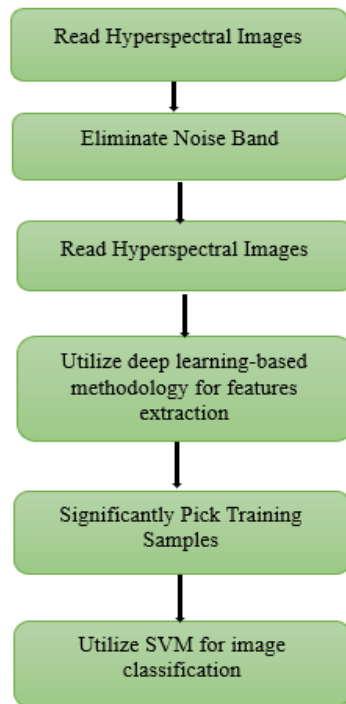 Read Hyperspectral Images
Eliminate Noise Band
Read Hyperspectral Images
Utilize deep learning-based
methodology for features
extraction
Significantly Pick Training
Samples
Utilize SVM for image
classification